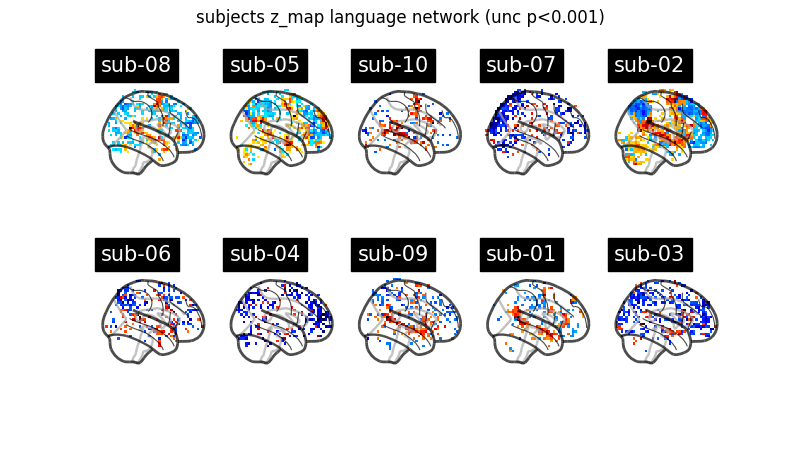 subjects z_map language network (unc p<0.001)
sub-08 sub-05 sub-10 sub-07 sub-02
sub-06 sub-04 sub-09 sub-01 sub-03